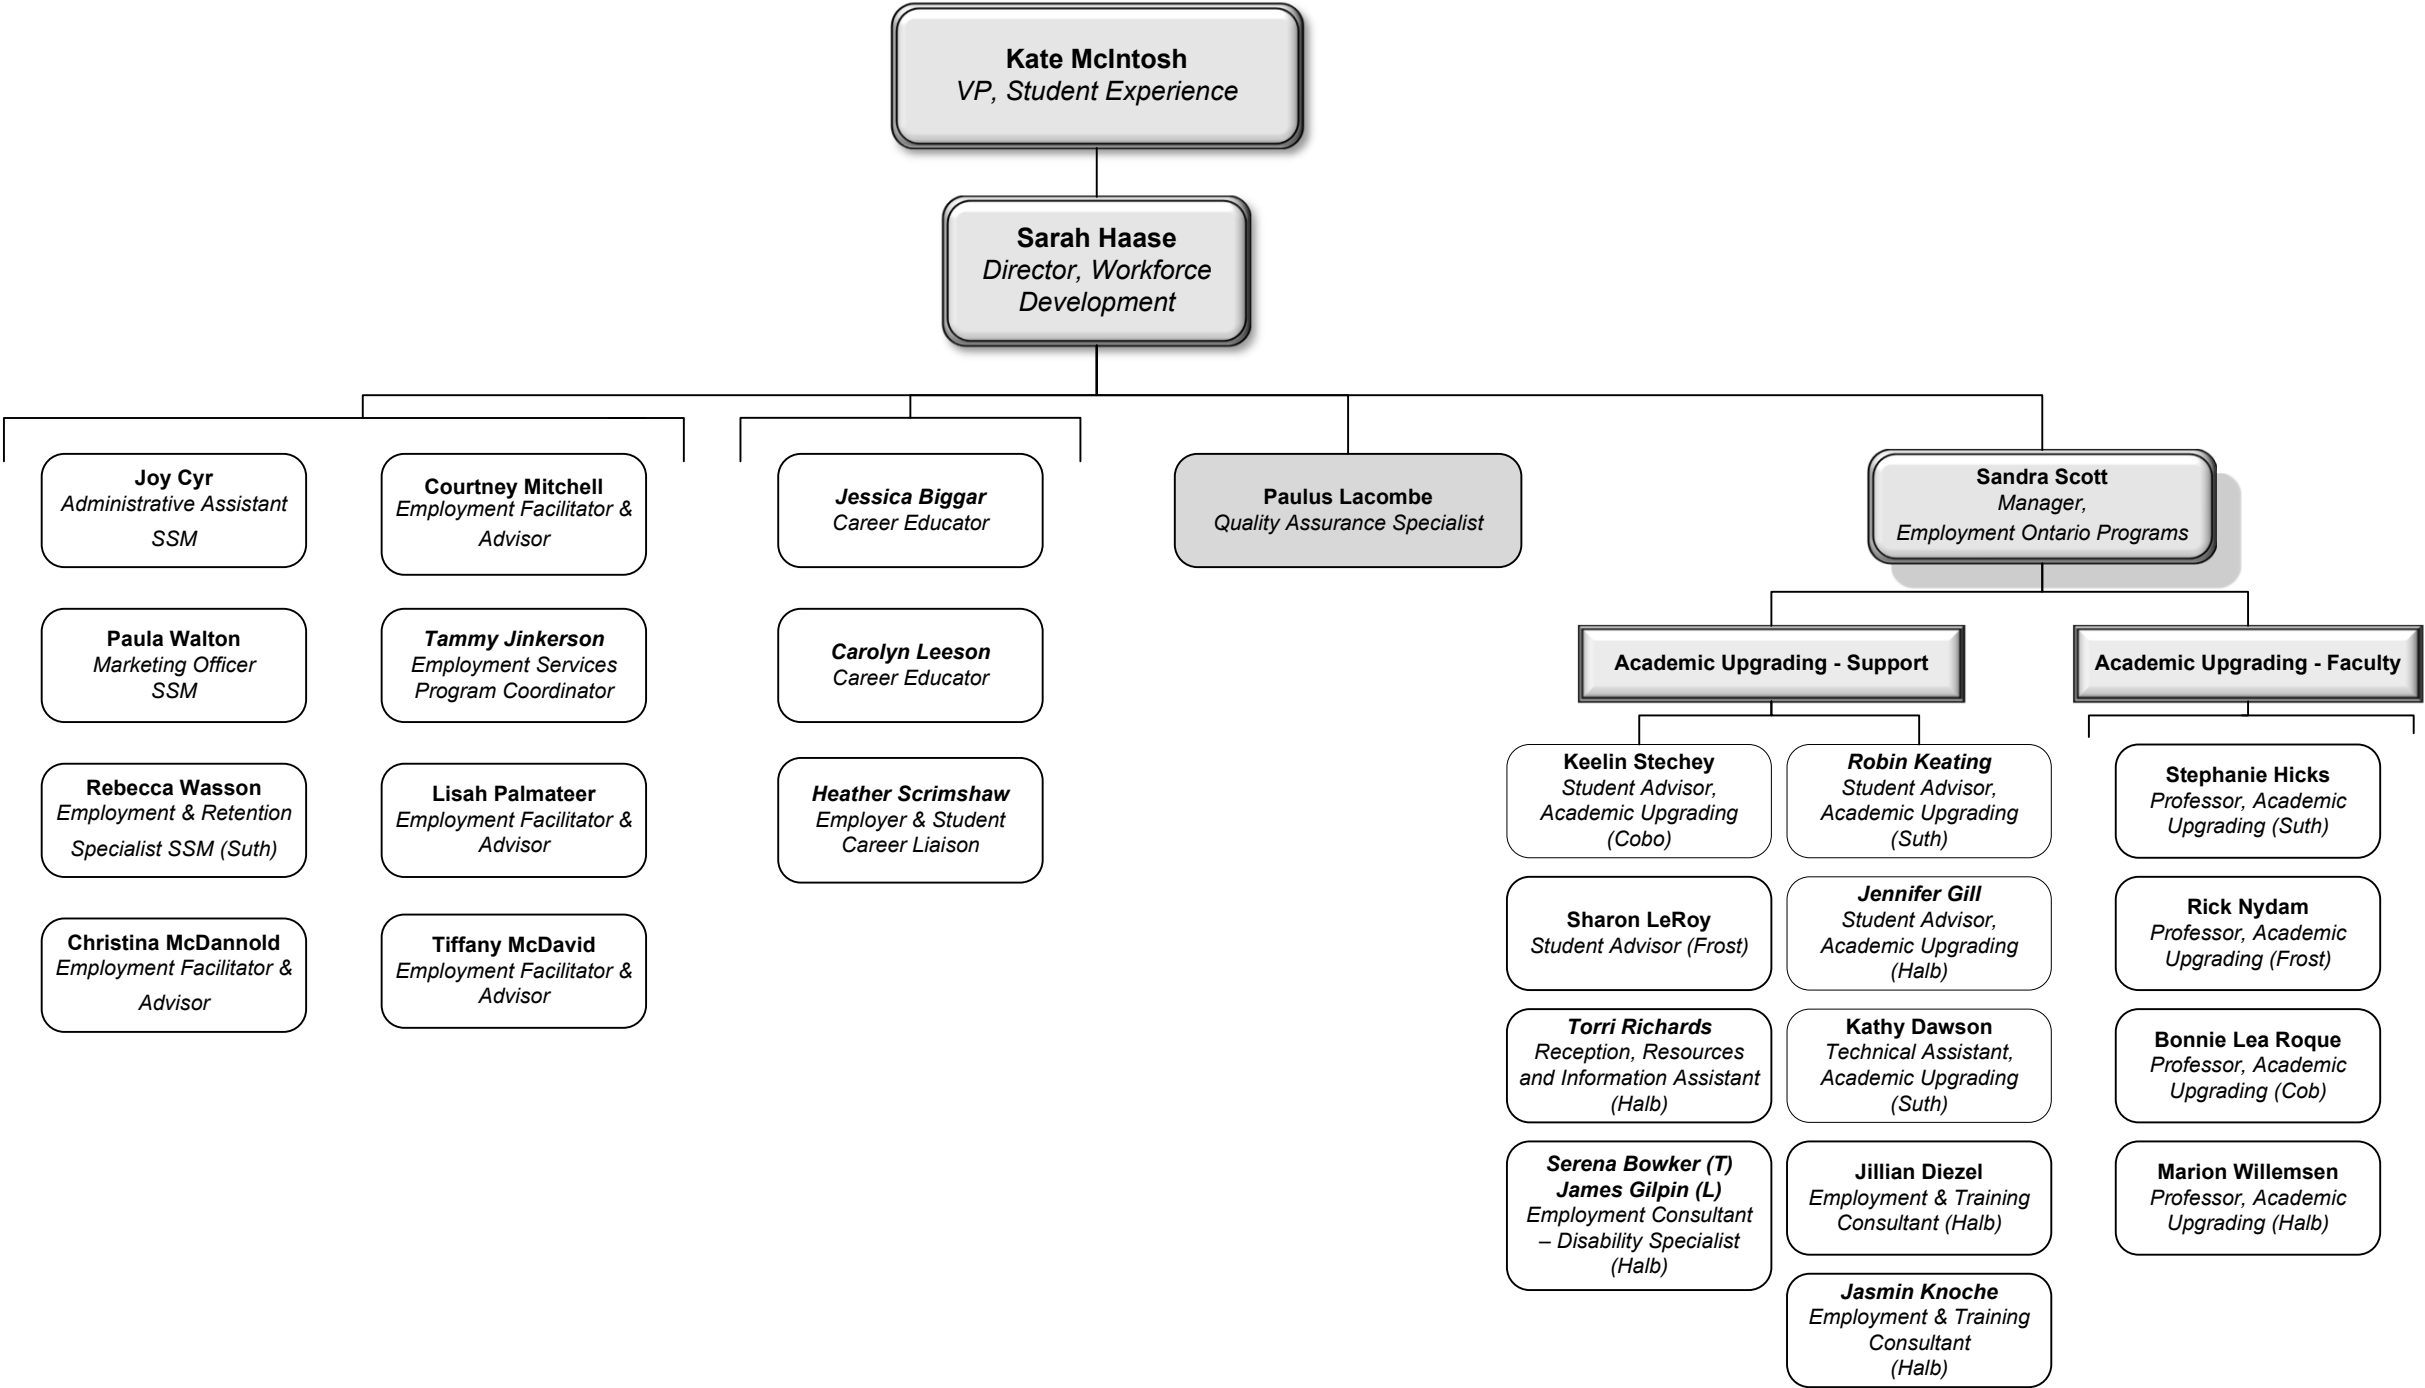 Kate McIntosh
VP, Student Experience
Sarah Haase
Director, Workforce
Development
Joy Cyr
Administrative Assistant
SSM
Courtney Mitchell
Employment Facilitator &
Advisor
Jessica Biggar
Career Educator
Paulus Lacombe
Quality Assurance Specialist
Sandra Scott
Manager,
Employment Ontario Programs
Paula Walton
Marketing Officer
SSM
Tammy Jinkerson
Employment Services
Program Coordinator
Carolyn Leeson
Career Educator
Rebecca Wasson
Employment & Retention
Specialist SSM (Suth)
Lisah Palmateer
Employment Facilitator &
Advisor
Heather Scrimshaw
Employer & Student
Career Liaison
Christina McDannold
Employment Facilitator &
Advisor
Tiffany McDavid
Employment Facilitator &
Advisor
Academic Upgrading - Support
Academic Upgrading - Faculty
Keelin Stechey
Student Advisor,
Academic Upgrading
(Cobo)
Robin Keating
Student Advisor,
Academic Upgrading
(Suth)
Stephanie Hicks
Professor, Academic
Upgrading (Suth)
Sharon LeRoy
Student Advisor (Frost)
Jennifer Gill
Student Advisor,
Academic Upgrading
(Halb)
Rick Nydam
Professor, Academic
Upgrading (Frost)
Torri Richards
Reception, Resources
and Information Assistant
(Halb)
Kathy Dawson
Technical Assistant,
Academic Upgrading
(Suth)
Bonnie Lea Roque
Professor, Academic
Upgrading (Cob)
Serena Bowker (T)
James Gilpin (L)
Employment Consultant
– Disability Specialist
(Halb)
Jillian Diezel
Employment & Training
Consultant (Halb)
Marion Willemsen
Professor, Academic
Upgrading (Halb)
Jasmin Knoche
Employment & Training
Consultant
(Halb)